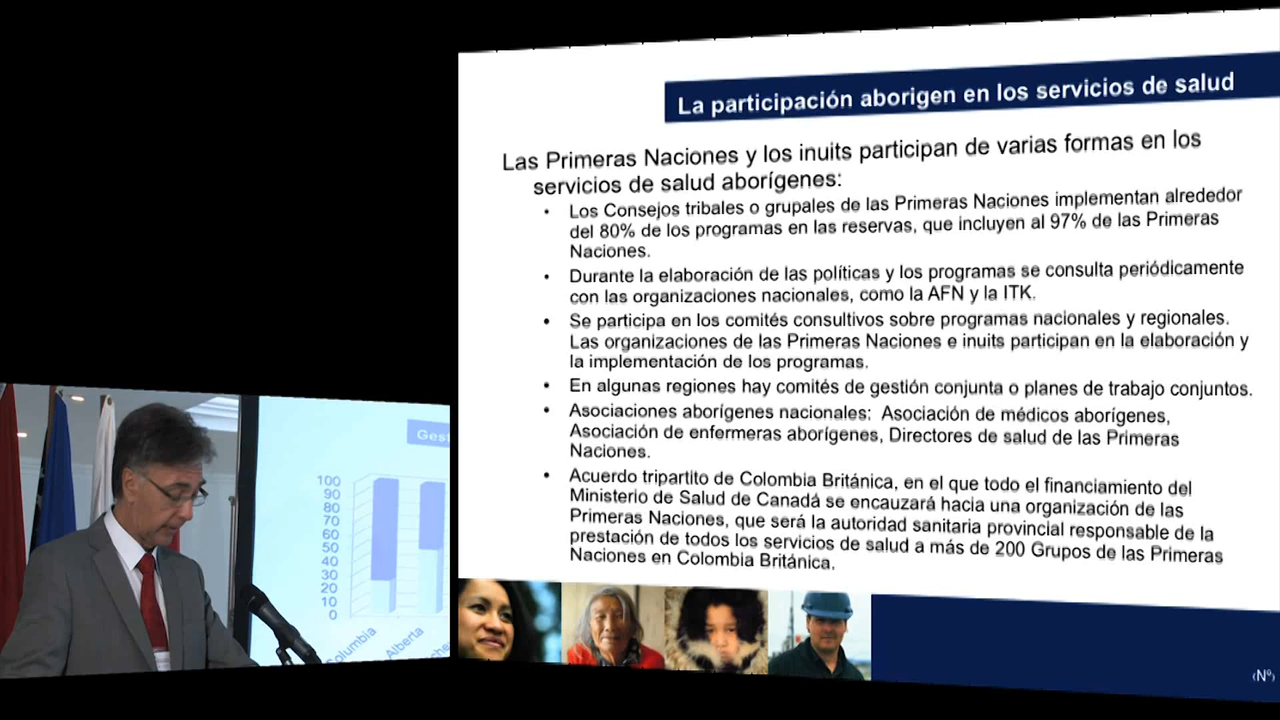 La participación aborigen en los servicios de salud
Las Primeras Naciones y los inuits participan de varias formas en los
servicios de salud aborígenes:
• Los Consejos tribales o grupales de las Primeras Naciones implementan alrededor
del 80% de los programas en las reservas, que incluyen al 97% de las Primeras
Naciones.
• Durante la elaboración de las políticas y los programas se consulta periódicamente
con las organizaciones nacionales, como la AFN y la ITK.
• Se participa en los comités consultivos sobre programas nacionales y regionales.
Las organizaciones de las Primeras Naciones e inuits participan en la elaboración y
la implementación de los programas.
• En algunas regiones hay comités de gestión conjunta o planes de trabajo conjuntos.
• Asociaciones aborígenes nacionales: Asociación de médicos aborígenes,
Asociación de enfermeras aborígenes, Directores de salud de las Primeras
Naciones.
• Acuerdo tripartito de Colombia Británica, en el que todo el financiamiento del
Ministerio de Salud de Canadá se encauzará hacia una organización de las
Primeras Naciones, que será la autoridad sanitaria provincial responsable de la
prestación de todos los servicios de salud a más de 200 Grupos de las Primeras
Naciones en Colombia Británica.
‹Nº›
Gest
100
90
80
70
60
50
40
30
20
10
0
olumbia
Alberta